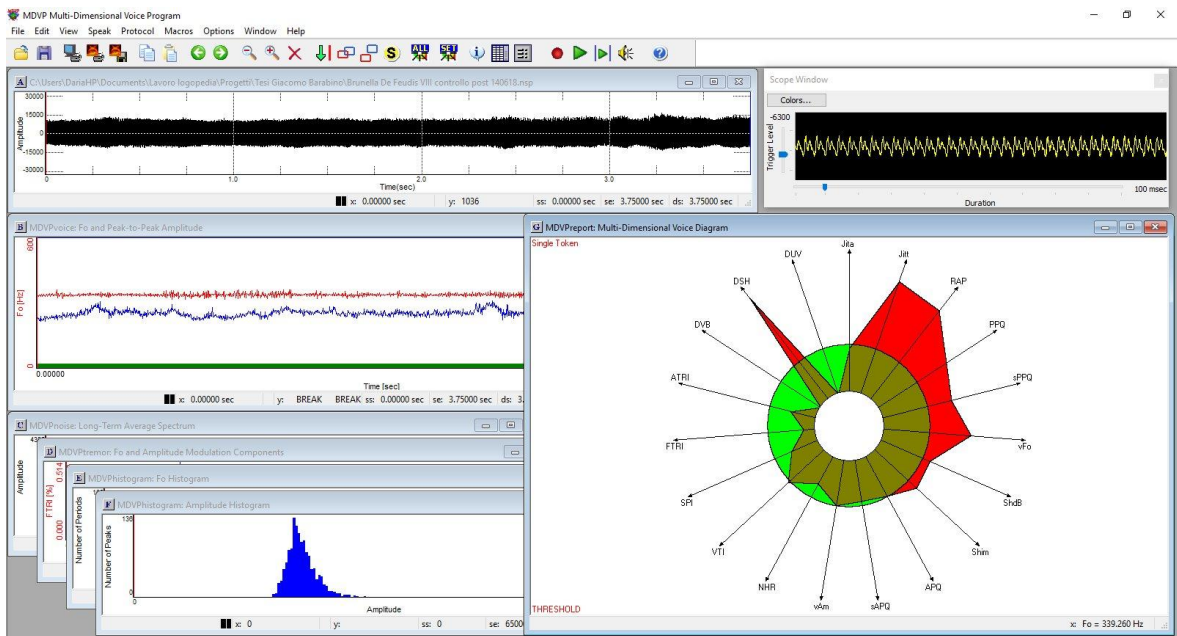 MDVP Multi-Dimensional Voice Program
File Edit View Speak Protocol Macros Options Window Help
ALL SET
A C:\Users\DariaHP\Documents\Lavoro logopedia\Progetti\Tesi Giacomo Barabino\Brunella De Feudis VIII controllo post 140618.nsp
30000
15000
0
-15000
-30000
Amplitude
0 1.0 2.0 3.0
Time(sec)
x: 0.00000 sec y: 1036 ss: 0.00000 sec se: 3.75000 sec ds: 3.75000 sec
Scope Window
Colors...
-6300
Trigger Level
100 msec
Duration
B MDVPvoice: Fo and Peak-to-Peak Amplitude
600
Fo [Hz]
0
0.00000
Time [sec]
x: 0.00000 sec y: BREAK BREAK ss: 0.00000 sec se: 3.75000 sec ds: 3.
C MDVPnoise: Long-Term Average Spectrum
Amplitude
D MDVPtremor: Fo and Amplitude Modulation Components
0.514
FTRI [%]
0.000
E MDVPhistogram: Fo Histogram
Number of Periods
F MDVPhistogram: Amplitude Histogram
136
Number of Peaks
0
0
Amplitude
x: 0 y: ss: 0 se: 6500
G MDVPreport: Multi-Dimensional Voice Diagram
Single Token
Jita
Jitt
RAP
PPQ
sPPQ
vFo
ShdB
Shim
APQ
sAPQ
vAm
NHR
VTI
SPI
FTRI
ATRI
DVB
DSH
DUV
THRESHOLD
x: Fo = 339.260 Hz